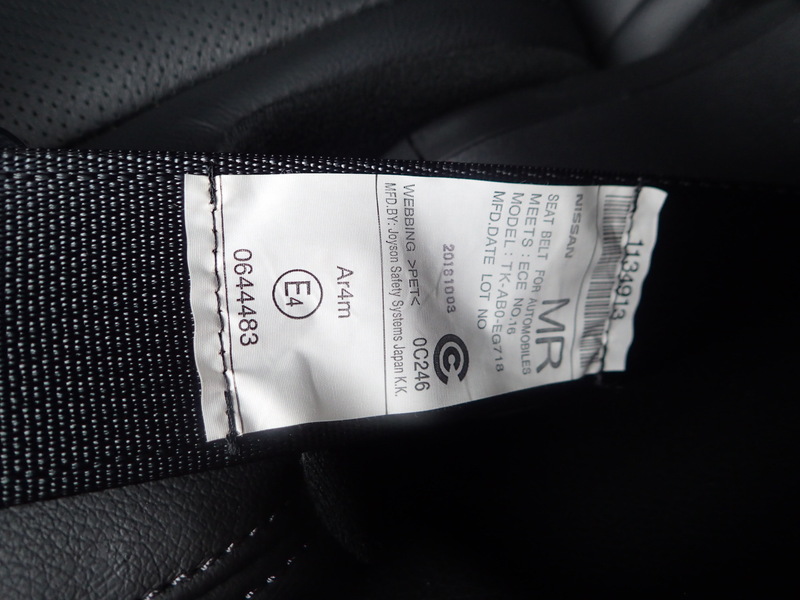 1134913
NISSAN
MR
SEAT BELT FOR AUTOMOBILES
MEETS : ECE NO.16
MODEL : TK-AB0-EG718
MFD.DATE LOT NO
20181003
WEBBING >PET< 0C246
MFD.BY: Joyson Safety Systems Japan K.K.
Ar4m
E4
0644483